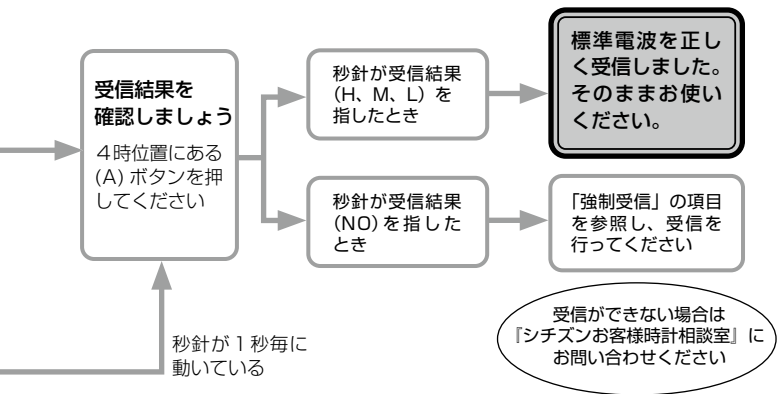 受信結果を
確認しましょう
４時位置にある
(A) ボタンを押
してください
秒針が受信結果
(H、M、L) を
指したとき
標準電波を正し
く受信しました。
そのままお使い
ください。
秒針が受信結果
(NO)を指した
とき
「強制受信」の項目
を参照し、受信を
行ってください
秒針が１秒毎に
動いている
受信ができない場合は
『シチズンお客様時計相談室』に
お問い合わせください